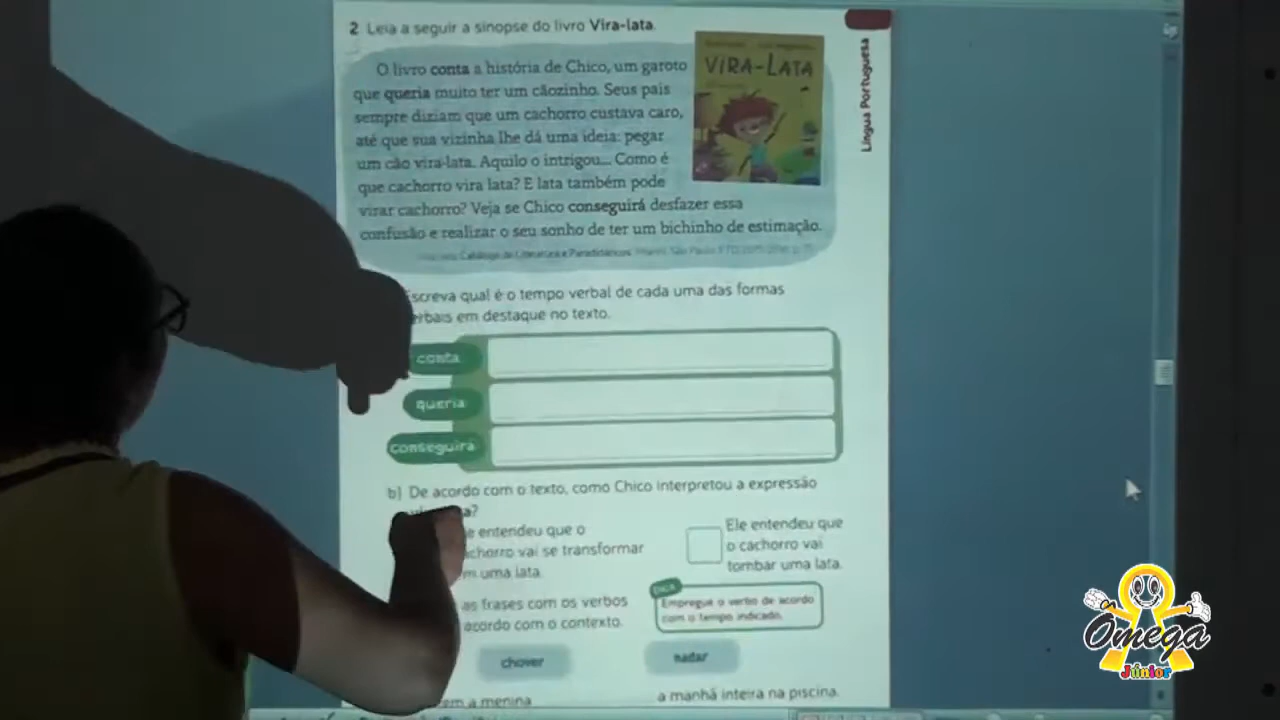 2 Leia a seguir a sinopse do livro Vira-lata.
O livro conta a história de Chico, um garoto
que queria muito ter um cãozinho. Seus pais
sempre diziam que um cachorro custava caro,
até que sua vizinha lhe dá uma ideia: pegar
um cão vira-lata. Aquilo o intrigou... Como é
que cachorro vira lata? E lata também pode
virar cachorro? Veja se Chico conseguirá desfazer essa
confusão e realizar o seu sonho de ter um bichinho de estimação.
VIRA-LATA
Língua Portuguesa
screva qual é o tempo verbal de cada uma das formas
erbais em destaque no texto.
conta
queria
conseguirá
b) De acordo com o texto, como Chico interpretou a expressão
a?
e entendeu que o
chorro vai se transformar
m uma lata.
Ele entendeu que
o cachorro vai
tombar uma lata.
as frases com os verbos
acordo com o contexto.
DICA
Empregue o verbo de acordo
com o tempo indicado.
chover
nadar
em a menina
a manhã inteira na piscina.
Omega
Júnior